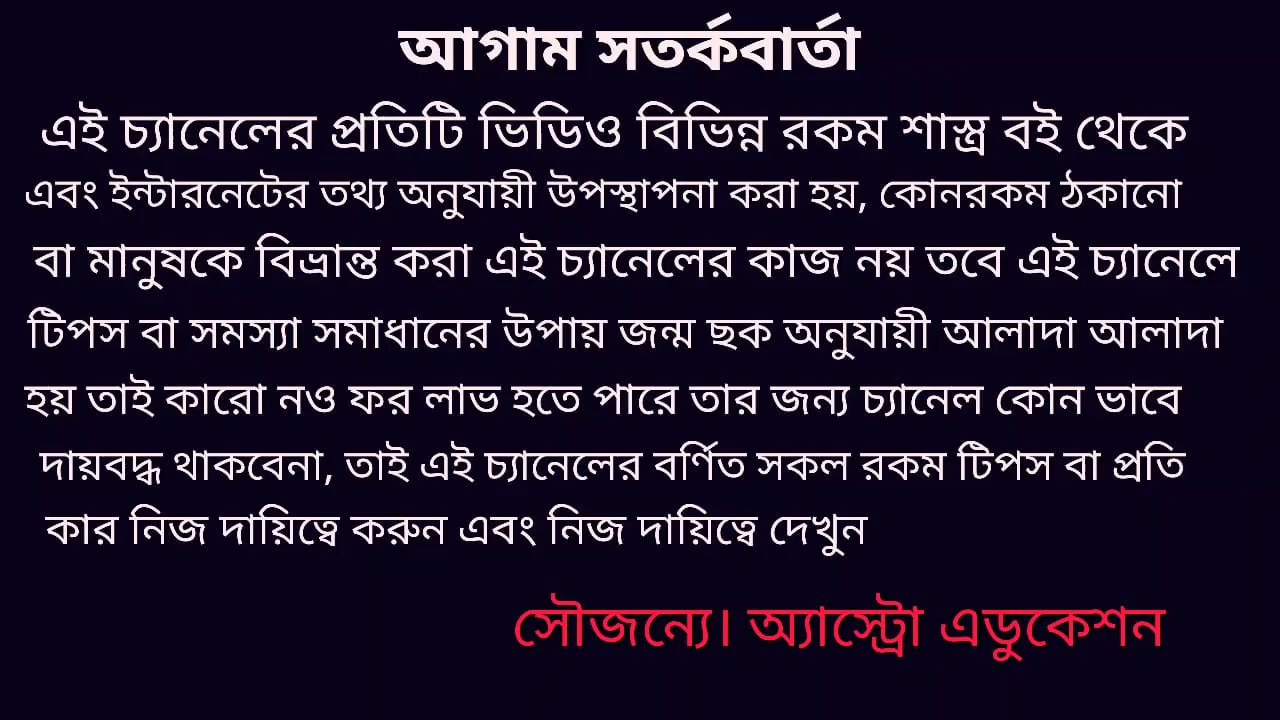 আগাম সতর্কবার্তা
এই চ্যানেলের প্রতিটি ভিডিও বিভিন্ন রকম শাস্ত্র বই থেকে
এবং ইন্টারনেটের তথ্য অনুযায়ী উপস্থাপনা করা হয়, কোনরকম ঠকানো
বা মানুষকে বিভ্রান্ত করা এই চ্যানেলের কাজ নয় তবে এই চ্যানেলে
টিপস বা সমস্যা সমাধানের উপায় জন্ম ছক অনুযায়ী আলাদা আলাদা
হয় তাই কারো নও ফর লাভ হতে পারে তার জন্য চ্যানেল কোন ভাবে
দায়বদ্ধ থাকবেনা, তাই এই চ্যানেলের বর্ণিত সকল রকম টিপস বা প্রতি
কার নিজ দায়িত্বে করুন এবং নিজ দায়িত্বে দেখুন
সৌজন্যে। অ্যাস্ট্রো এডুকেশন